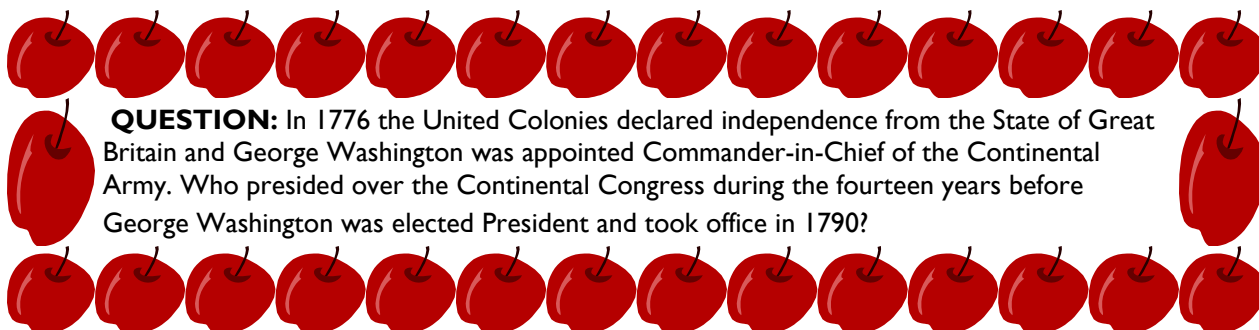 QUESTION: In 1776 the United Colonies declared independence from the State of Great
Britain and George Washington was appointed Commander-in-Chief of the Continental
Army. Who presided over the Continental Congress during the fourteen years before
George Washington was elected President and took office in 1790?